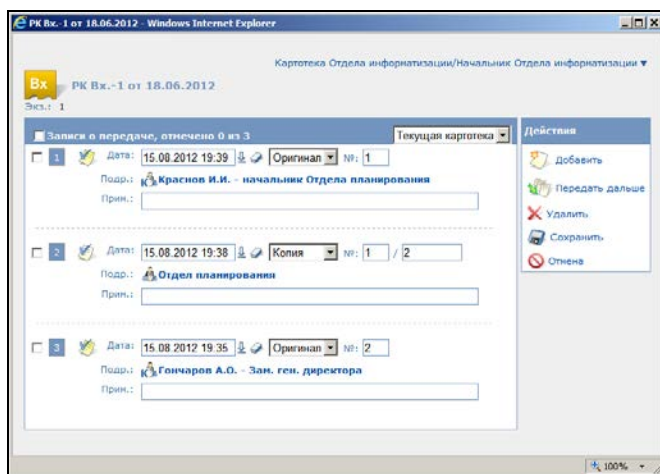 РК Вх.-1 от 18.06.2012 - Windows Internet Explorer
Картотека Отдела информатизации/Начальник Отдела информатизации
Вх
РК Вх.-1 от 18.06.2012
Экз.: 1
Записи о передаче, отмечено 0 из 3 Текущая картотека
1 Дата: 15.08.2012 19:39 Оригинал №: 1
Подр.: Краснов И.И. - начальник Отдела планирования
Прим.:
2 Дата: 15.08.2012 19:38 Копия №: 1 / 2
Подр.: Отдел планирования
Прим.:
3 Дата: 15.08.2012 19:35 Оригинал №: 2
Подр.: Гончаров А.О. - Зам. ген. директора
Прим.:
Действия
Добавить
Передать дальше
Удалить
Сохранить
Отмена
100%